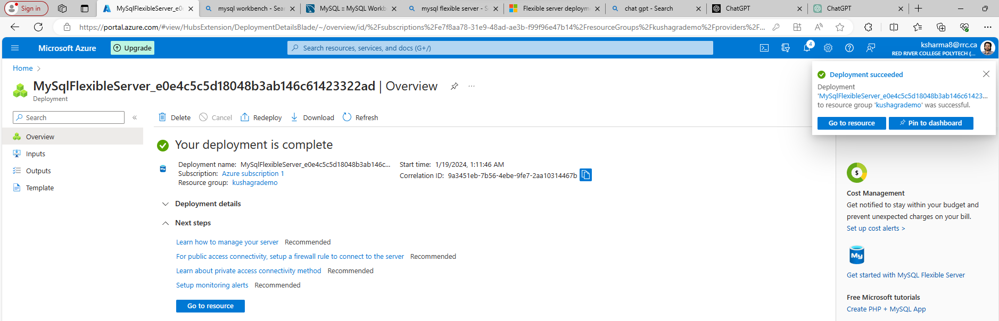 Sign in
MySqlFlexibleServer_e0e
mysql workbench - Sear
MySQL :: MySQL Workb
mysql flexible server - S
Flexible server deploym
chat gpt - Search
ChatGPT
ChatGPT
https://portal.azure.com/#view/HubsExtension/DeploymentDetailsBlade/~/overview/id/%2Fsubscriptions%2Fe7f8aa78-31e9-48ad-ae3b-f99f96e47b14%2FresourceGroups%2Fkushagrademo%2Fproviders%2F...
Microsoft Azure
Upgrade
Search resources, services, and docs (G+/)
4
ksharma8@rrc.ca
RED RIVER COLLEGE POLYTECH (...
Home
MySqlFlexibleServer_e0e4c5c5d18048b3ab146c61423322ad | Overview
Deployment
Search
Overview
Inputs
Outputs
Template
Delete
Cancel
Redeploy
Download
Refresh
Your deployment is complete
Deployment name: MySqlFlexibleServer_e0e4c5c5d18048b3ab146c...
Subscription: Azure subscription 1
Resource group: kushagrademo
Start time: 1/19/2024, 1:11:46 AM
Correlation ID: 9a3451eb-7b56-4ebe-9fe7-2aa10314467b
Deployment details
Next steps
Learn how to manage your server Recommended
For public access connectivity, setup a firewall rule to connect to the server Recommended
Learn about private access connectivity method Recommended
Setup monitoring alerts Recommended
Go to resource
Deployment succeeded
Deployment
'MySqlFlexibleServer_e0e4c5c5d18048b3ab146c61423...
to resource group 'kushagrademo' was successful.
Go to resource
Pin to dashboard
$
Cost Management
Get notified to stay within your budget and
prevent unexpected charges on your bill.
Set up cost alerts >
My
Get started with MySQL Flexible Server
Free Microsoft tutorials
Create PHP + MySQL App